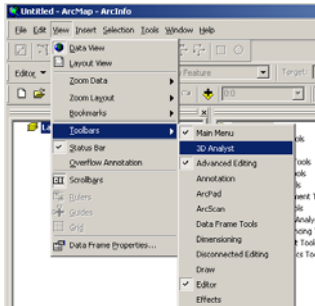 Untitled - ArcMap - ArcInfo
File Edit View Insert Selection Tools Window Help
Data View
Layout View
Zoom Data
Zoom Layout
Bookmarks
Toolbars
Status Bar
Overflow Annotation
Scrollbars
Rulers
Guides
Grid
Data Frame Properties...
Editor
Feature
Target:
Main Menu
3D Analyst
Advanced Editing
Annotation
ArcPad
ArcScan
Data Frame Tools
Dimensioning
Disconnected Editing
Draw
Editor
Effects